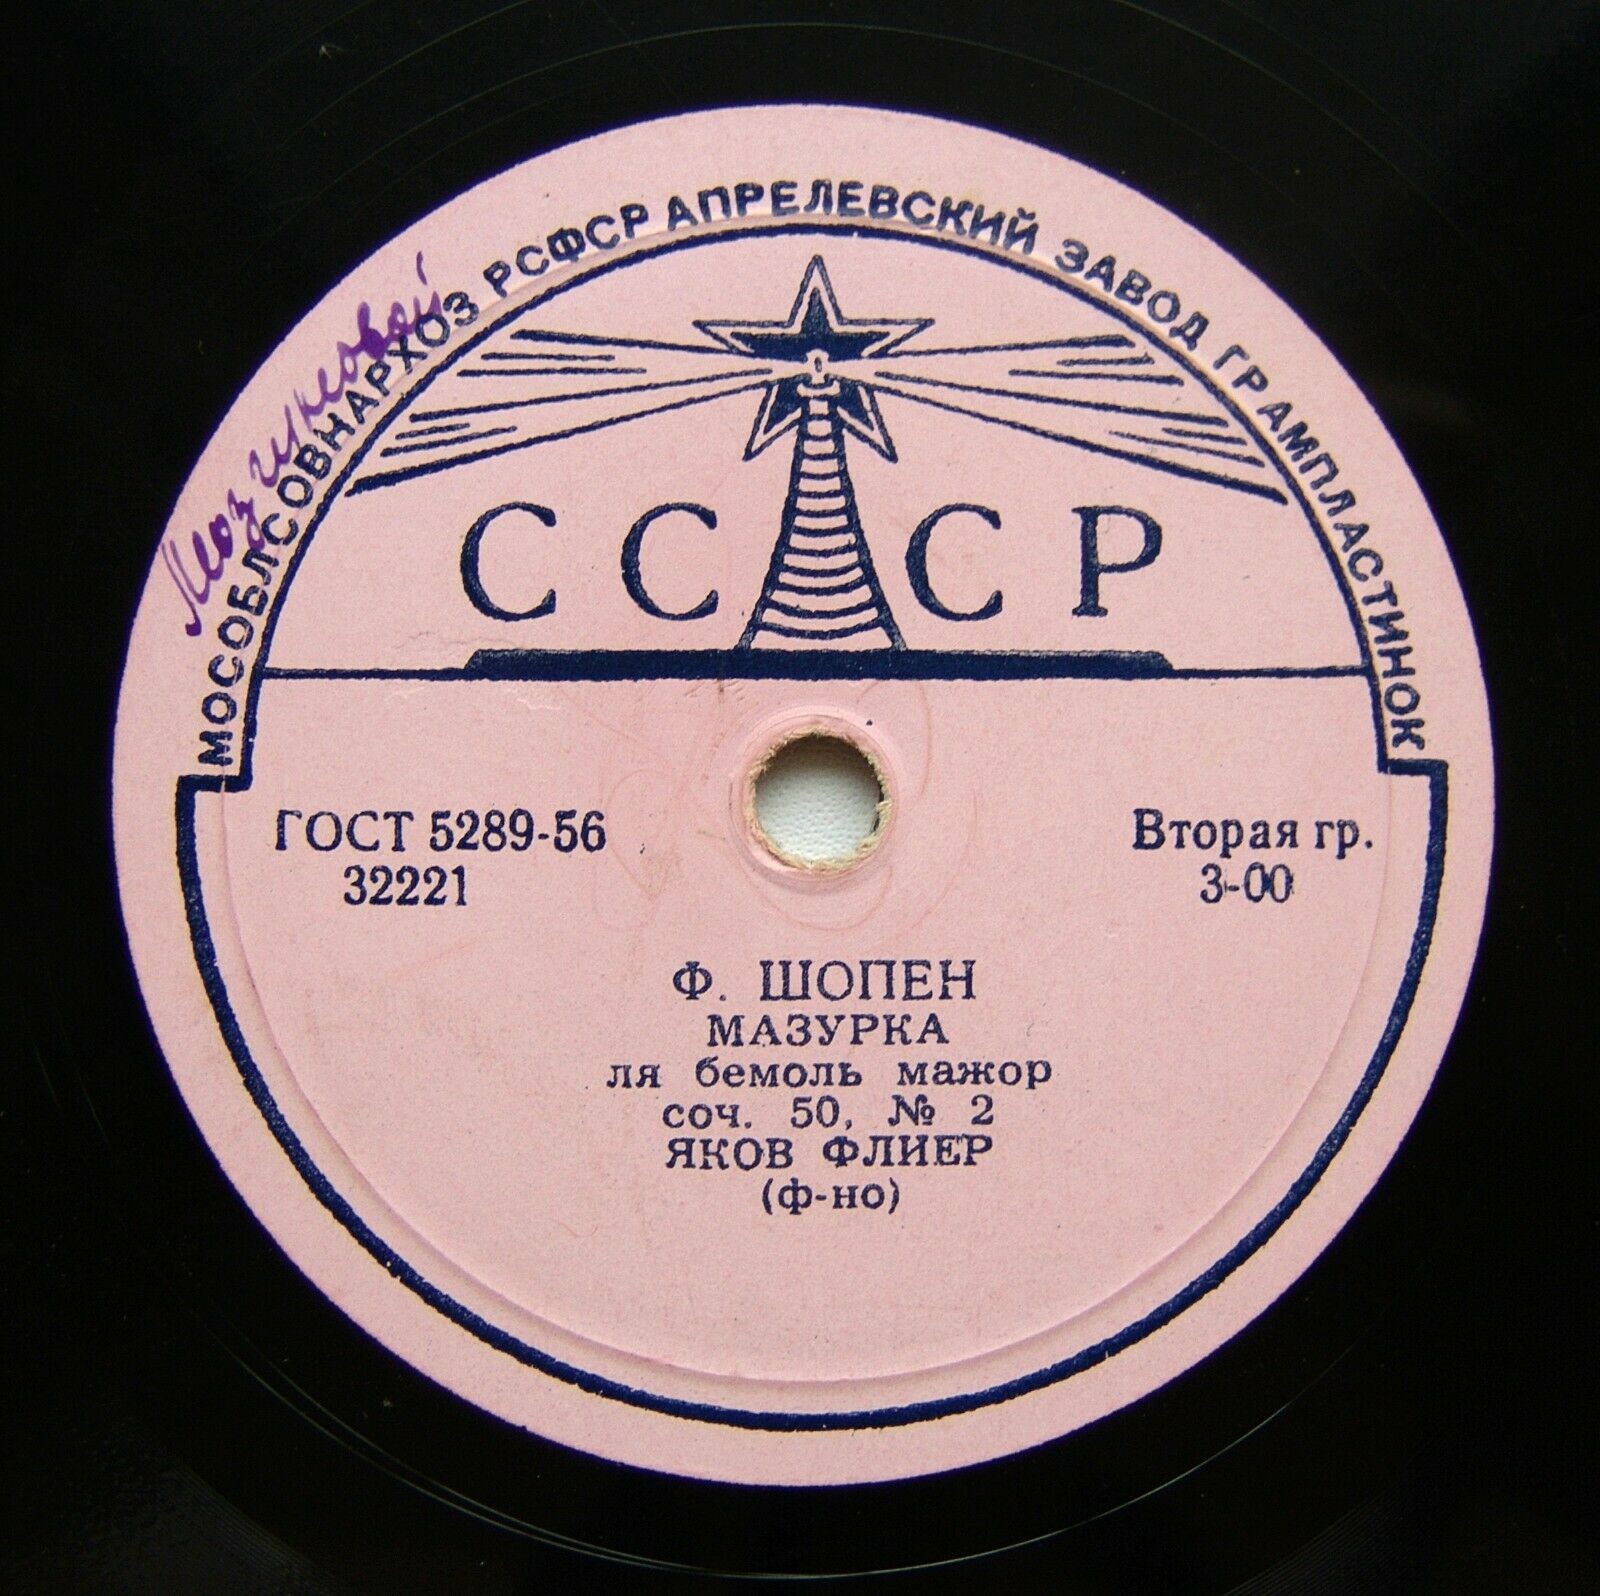 МОСОБЛСОВНАРХОЗ РСФСР АПРЕЛЕВСКИЙ ЗАВОД ГРАМПЛАСТИНОК
СССР
ГОСТ 5289-56
32221
Вторая гр.
3-00
Ф. ШОПЕН
МАЗУРКА
ля бемоль мажор
соч. 50, № 2
ЯКОВ ФЛИЕР
(ф-но)